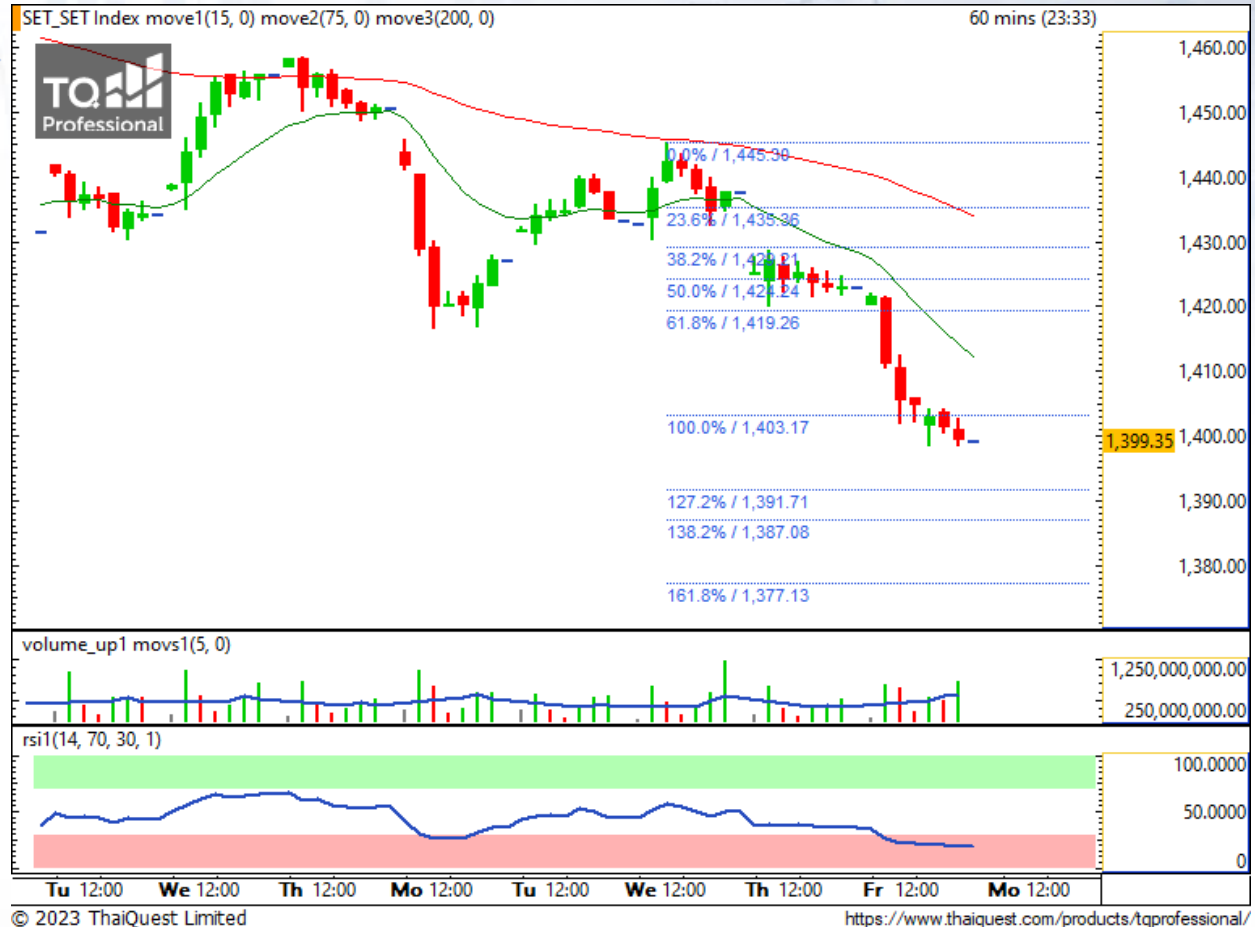 SET_SET Index move1(15, 0) move2(75, 0) move3(200, 0) 60 mins (23:33)
TQ
Professional
1,460.00
1,450.00
1,440.00
1,430.00
1,420.00
1,410.00
1,400.00
1,390.00
1,380.00
1,399.35
0.0% / 1,445.30
23.6% / 1,435.36
38.2% / 1,429.21
50.0% / 1,424.24
61.8% / 1,419.26
100.0% / 1,403.17
127.2% / 1,391.71
138.2% / 1,387.08
161.8% / 1,377.13
volume_up1 movs1(5, 0)
1,250,000,000.00
250,000,000.00
rsi1(14, 70, 30, 1)
100.0000
50.0000
0
Tu 12:00 We 12:00 Th 12:00 Mo 12:00 Tu 12:00 We 12:00 Th 12:00 Fr 12:00 Mo 12:00
© 2023 ThaiQuest Limited https://www.thaiquest.com/products/tqprofessional/